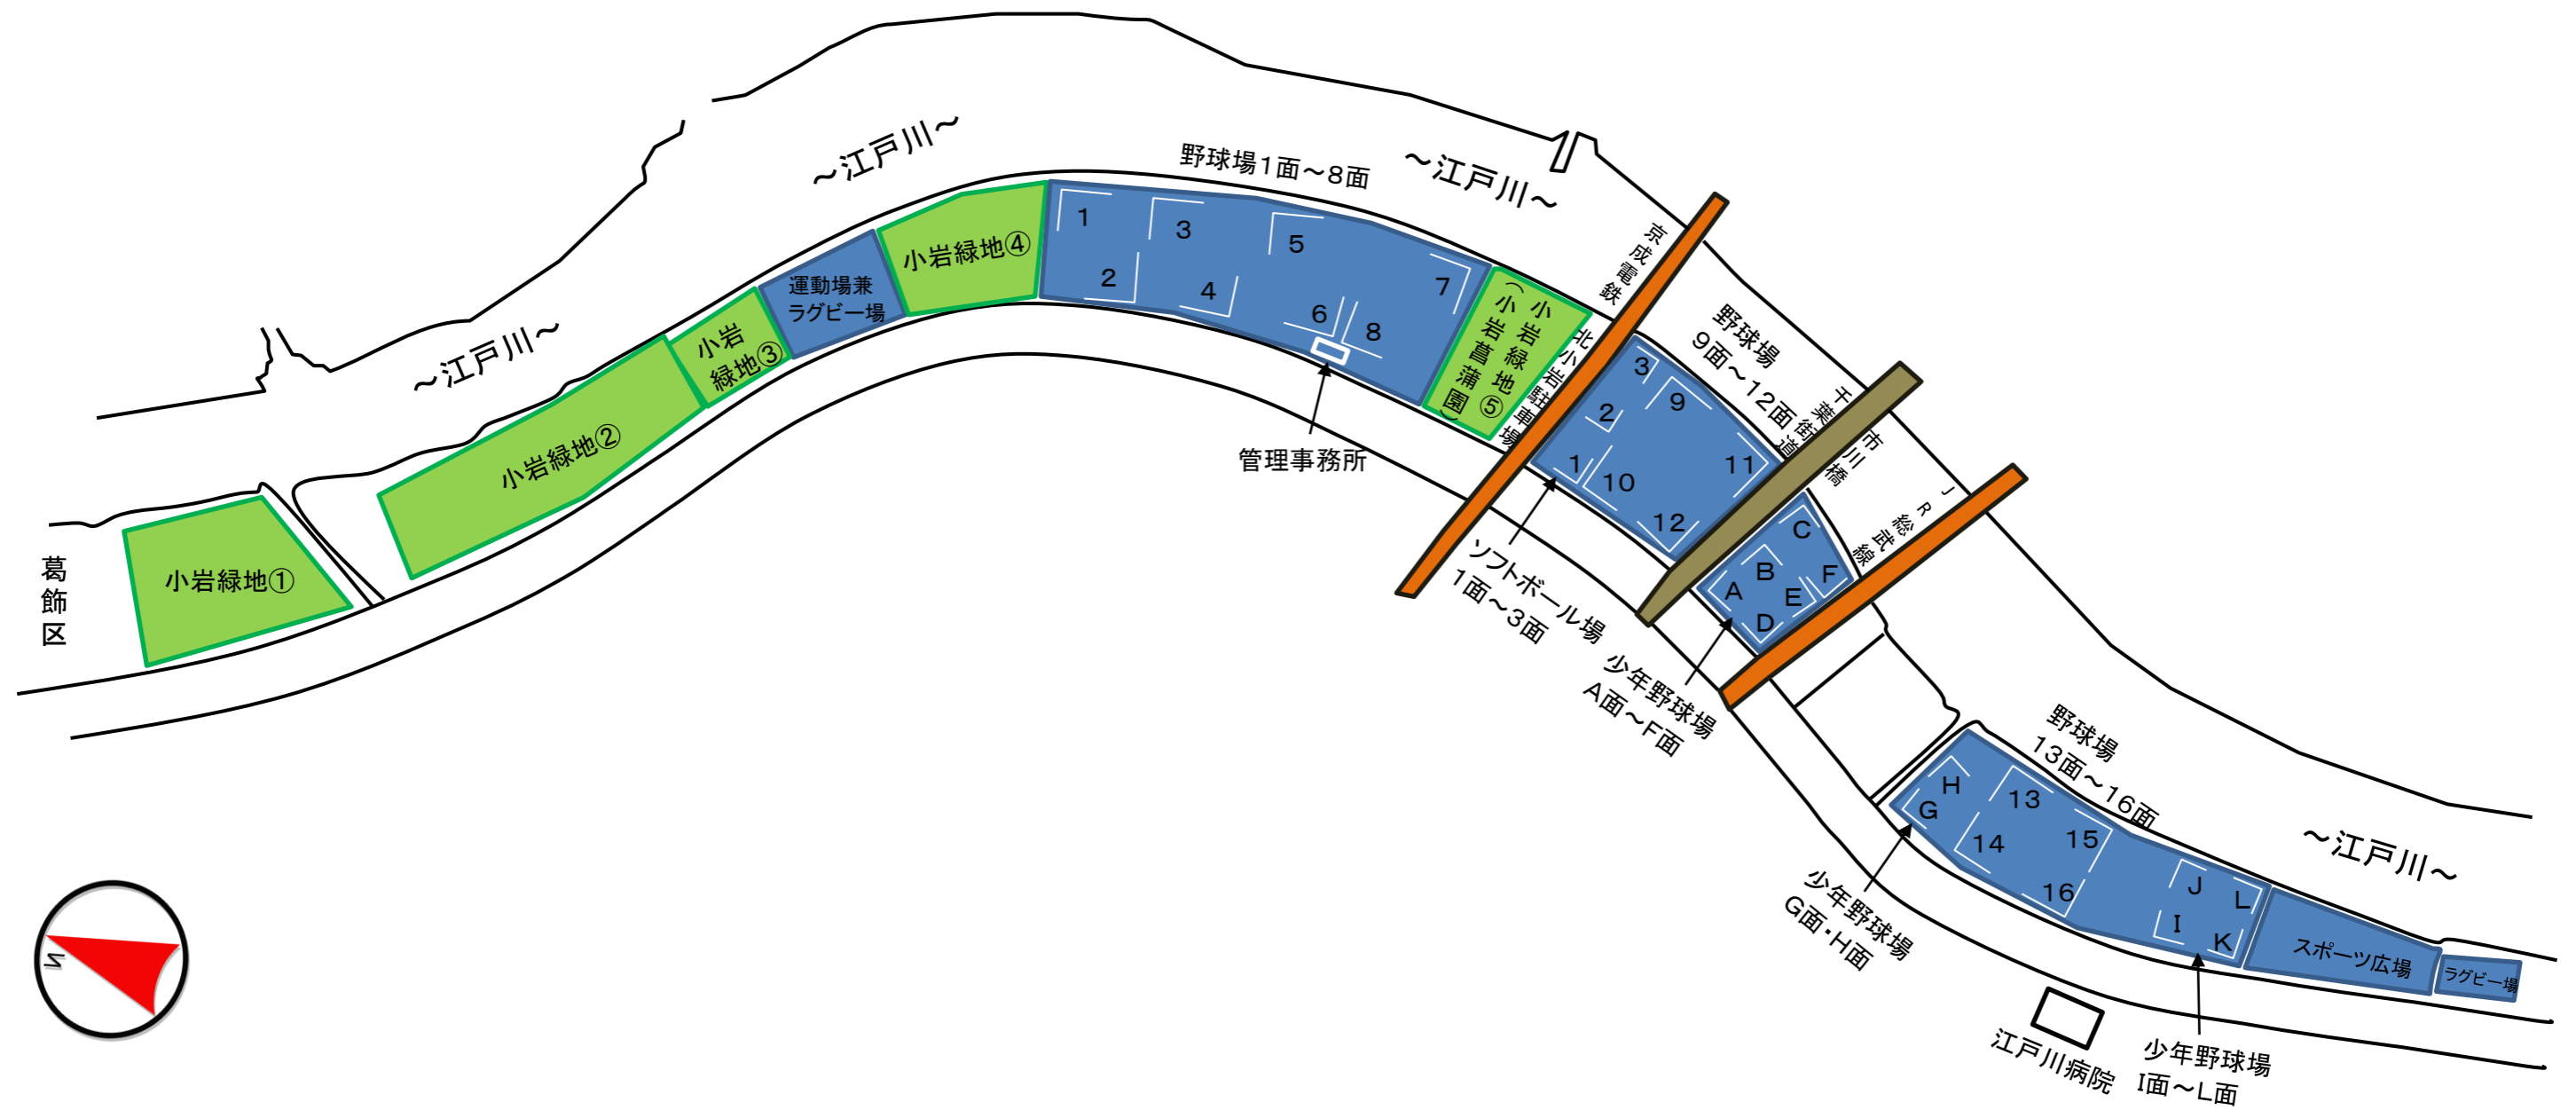 ～江戸川～
野球場１面～８面
～江戸川～
～江戸川～
京成電鉄
小岩緑地④
1
3
5
2
4
6
7
8
運動場兼
ラグビー場
小岩緑地⑤
（小岩菖蒲園）
北小岩駐車場
小岩
緑地③
小岩緑地②
小岩緑地①
葛飾区
管理事務所
野球場
９面～１２面
3
2
1
9
10
11
12
千葉街道
市川橋
ＪＲ総武線
ソフトボール場
１面～３面
A
B
C
D
E
F
少年野球場
Ａ面～Ｆ面
野球場
１３面～１６面
H
G
13
14
15
16
J
L
I
K
少年野球場
Ｇ面・Ｈ面
～江戸川～
スポーツ広場
ラグビー場
江戸川病院
少年野球場
Ｉ面～Ｌ面
N